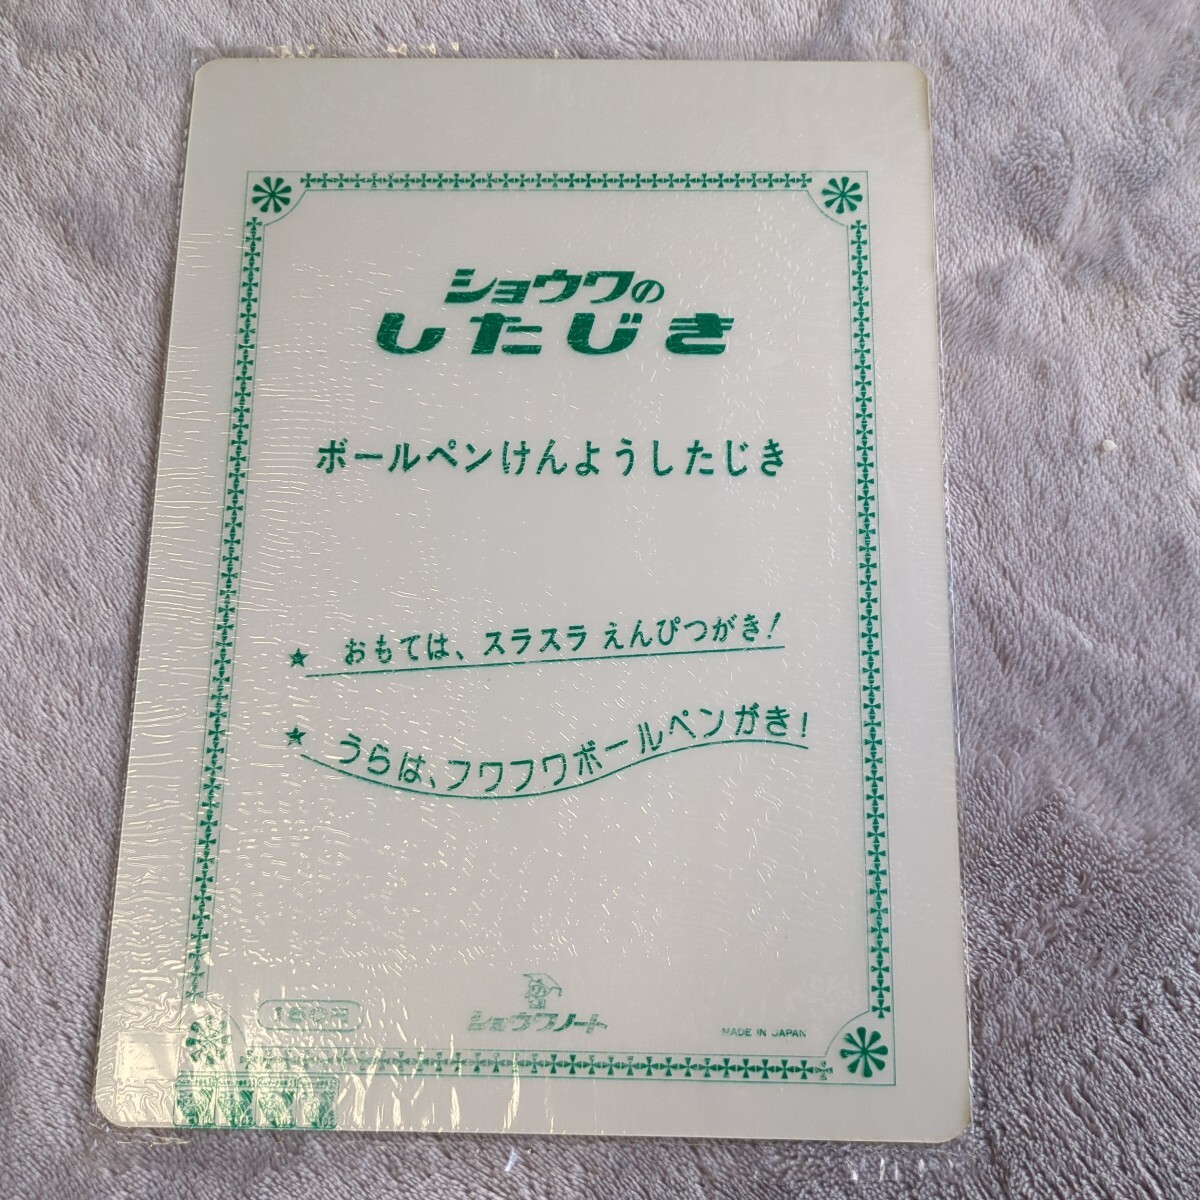 ショウワの
したじき
ボールペンけんようしたじき
★ おもては、スラスラ えんぴつがき!
★ うらは、フワフワボールペンがき!
ショウワノート
MADE IN JAPAN